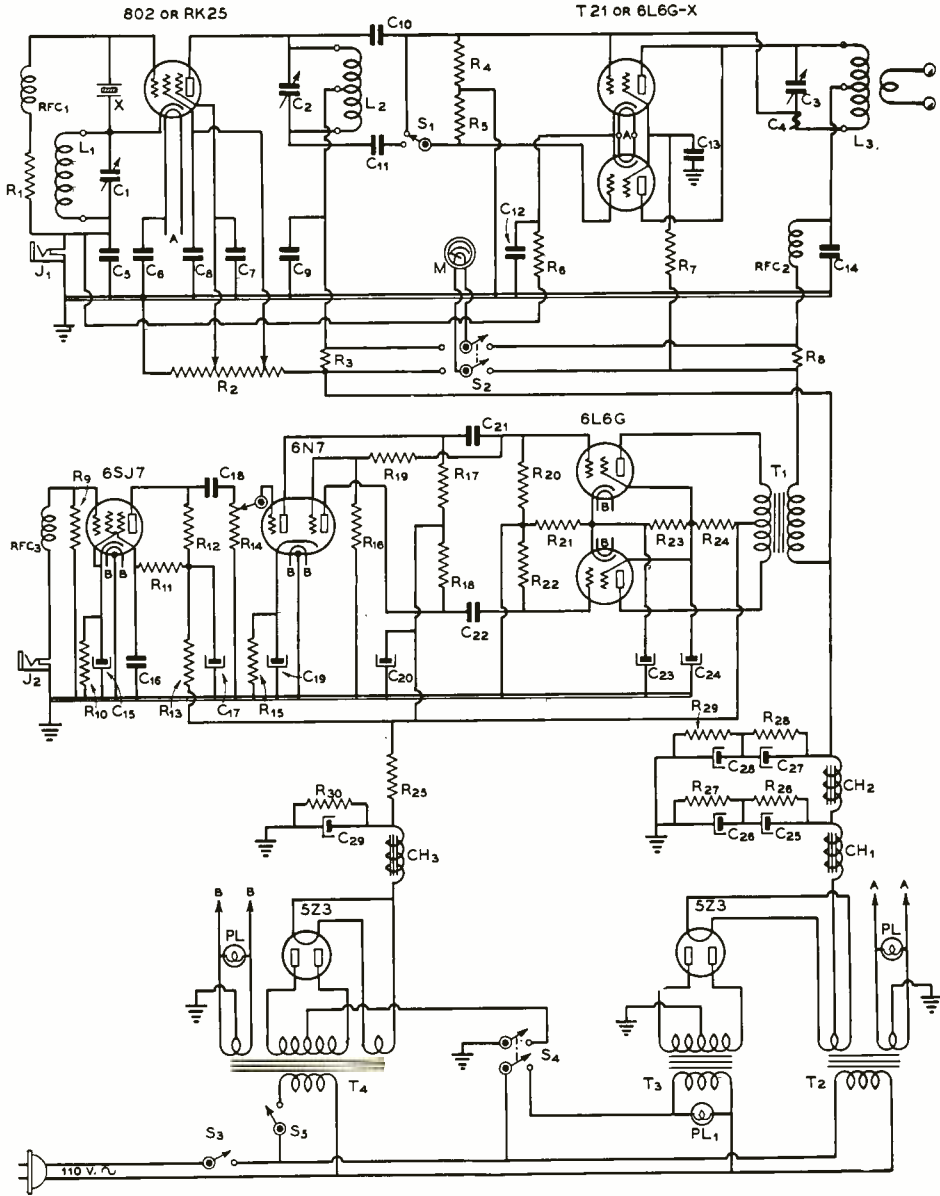 802 OR RK25
T21 OR 6L6G-X
C10
RFC1
X
C2
L2
R4
C3
R5
C4
L3.
L1
S1
A
C13
R1
C1
C11
C12
A
M
R6
R7
RFC2
C14
J1
C5
C6
C8
C7
C9
R2
R3
S2
R8
C21
6L6G
6N7
R9
6SJ7
C18
R19
R17
R20
T1
B
RFC3
R12
R14
R16
R21
R23
R24
B
B B
R11
B B
R18
R22
C22
J2
R10
C15
C16
R13
C17
R15
C19
C20
C23
C24
R29
R28
R25
C28
C27
CH2
R30
R27
R26
C29
C26
C25
CH3
CH1
B B
5Z3
5Z3
A A
PL
PL
S4
T4
T3
T2
S3
S5
PL1
110 V. ~